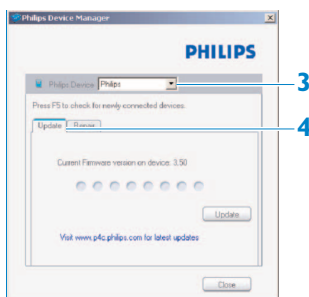 Philips Device Manager
PHILIPS
Philips Device Philips
3
Press F5 to check for newly-connected devices.
Update Repair
4
Current Firmware version on device: 3,50
Update
Visit www.p4c.philips.com for latest updates
Close